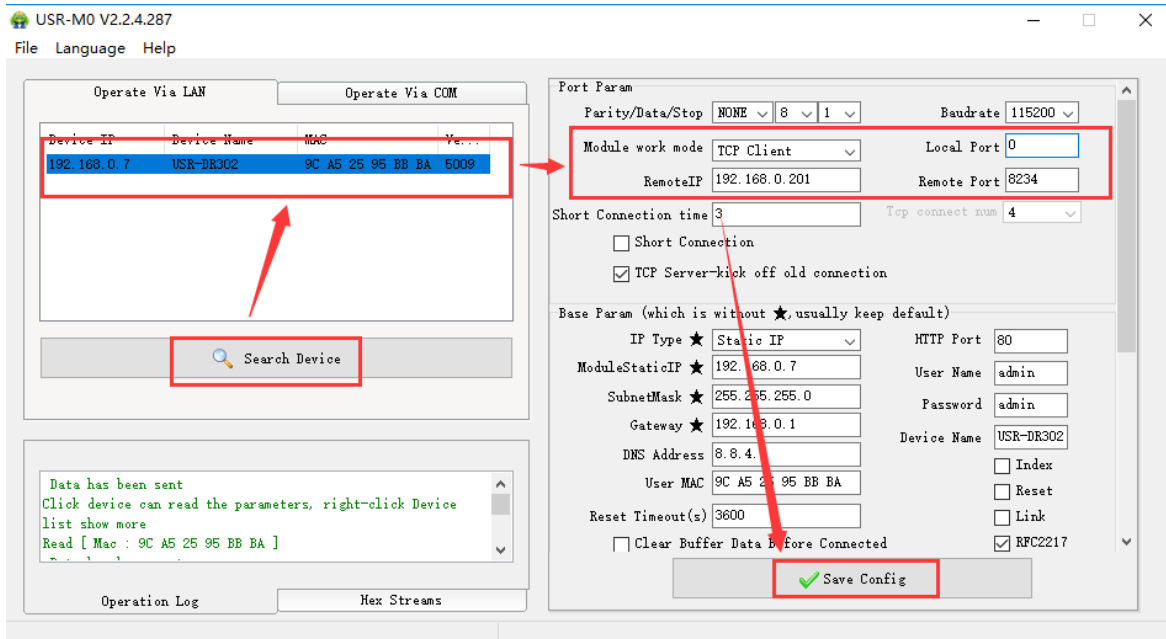 USR-M0 V2.2.4.287
File Language Help
Operate Via LAN Operate Via COM
Device IP Device Name MAC Ve...
192.168.0.7 USR-DR302 9C A5 25 95 BB BA 5009
Search Device
Data has been sent
Click device can read the parameters, right-click Device
list show more
Read [ Mac : 9C A5 25 95 BB BA ]
Operation Log Hex Streams
Port Param
Parity/Data/Stop NONE 8 1 Baudrate 115200
Module work mode TCP Client Local Port 0
RemoteIP 192.168.0.201 Remote Port 8234
Short Connection time 3 Tcp connect num 4
Short Connection
TCP Server-kick off old connection
Base Param (which is without ★,usually keep default)
IP Type ★ Static IP HTTP Port 80
ModuleStaticIP ★ 192.168.0.7 User Name admin
SubnetMask ★ 255.255.255.0 Password admin
Gateway ★ 192.168.0.1 Device Name USR-DR302
DNS Address 8.8.4. Index
User MAC 9C A5 25 95 BB BA Reset
Reset Timeout(s) 3600 Link
Clear Buffer Data Before Connected RFC2217
Save Config